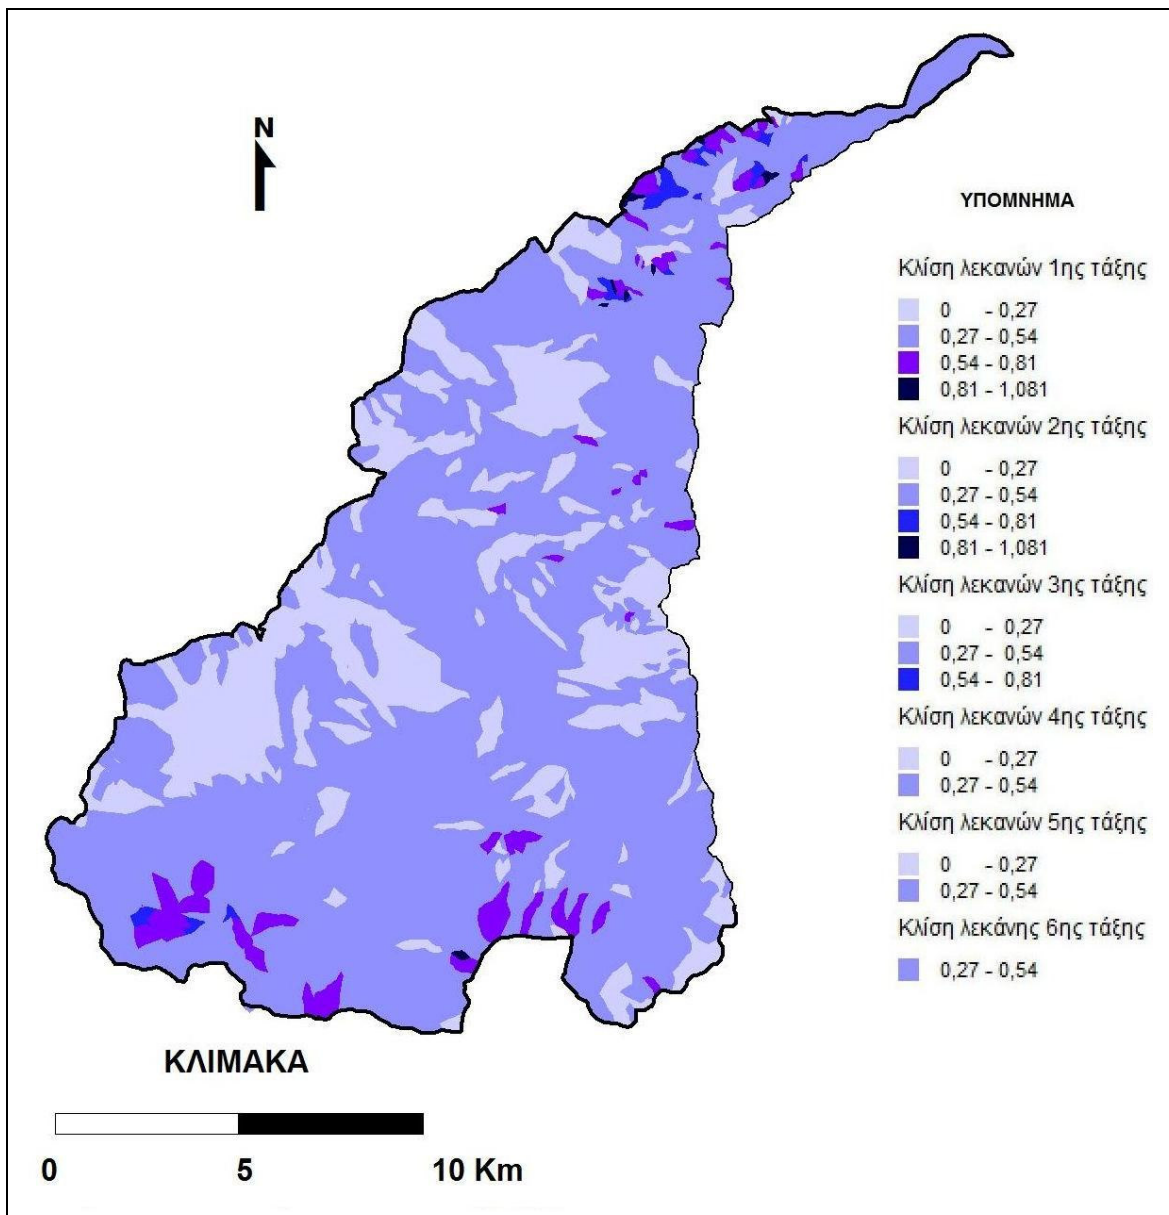 N
ΥΠΟΜΝΗΜΑ
Κλίση λεκανών 1ης τάξης
0 - 0,27
0,27 - 0,54
0,54 - 0,81
0,81 - 1,081
Κλίση λεκανών 2ης τάξης
0 - 0,27
0,27 - 0,54
0,54 - 0,81
0,81 - 1,081
Κλίση λεκανών 3ης τάξης
0 - 0,27
0,27 - 0,54
0,54 - 0,81
Κλίση λεκανών 4ης τάξης
0 - 0,27
0,27 - 0,54
Κλίση λεκανών 5ης τάξης
0 - 0,27
0,27 - 0,54
Κλίση λεκάνης 6ης τάξης
0,27 - 0,54
ΚΛΙΜΑΚΑ
0 5 10 Km